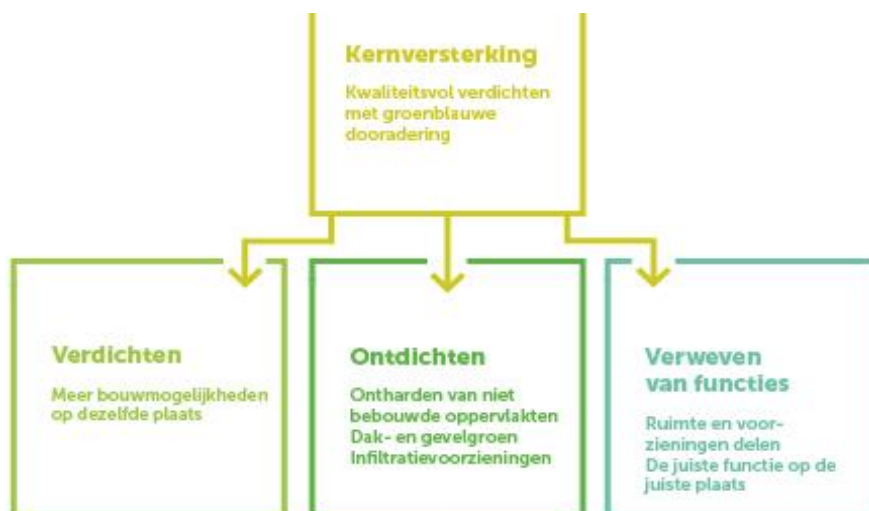 Kernversterking
Kwaliteitsvol verdichten
met groenblauwe
dooradering
Verdichten
Meer bouwmogelijkheden
op dezelfde plaats
Ontdichten
Ontharden van niet
bebouwde oppervlakten
Dak- en gevelgroen
Infiltratievoorzieningen
Verweven
van functies
Ruimte en voor-
zieningen delen
De juiste functie op de
juiste plaats